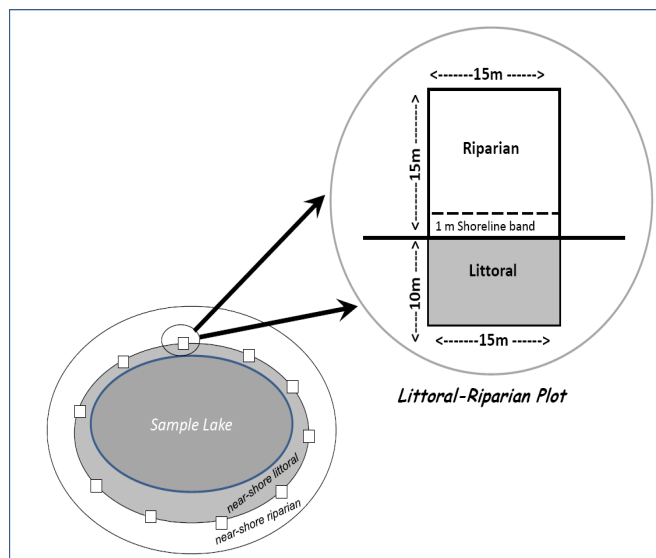 <-------15m ------>
<-----15m------>
Riparian
1 m Shoreline band
<---10m---->
Littoral
<-----15m ----->
Littoral-Riparian Plot
Sample Lake
near-shore littoral
near-shore riparian